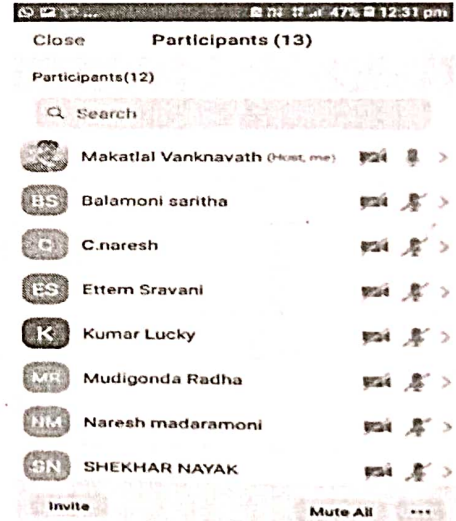 47% 12:31 pm
Close Participants (13)
Participants(12)
Search
Makatlal Vanknavath (Host, me)
BS Balamoni saritha
C C.naresh
ES Ettem Sravani
K Kumar Lucky
MR Mudigonda Radha
NM Naresh madaramoni
SN SHEKHAR NAYAK
Invite Mute All ...